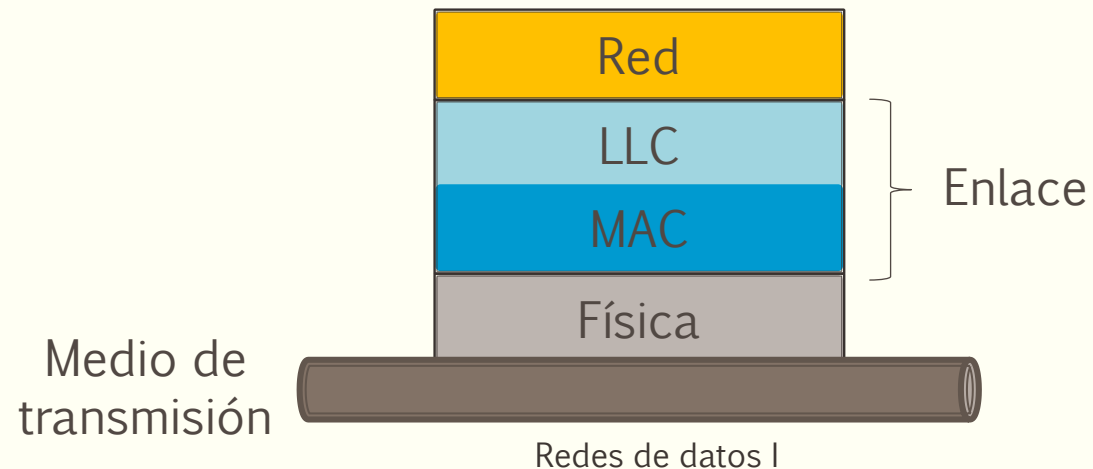 Red
LLC
Enlace
MAC
Física
Medio de
transmisión
Redes de datos I